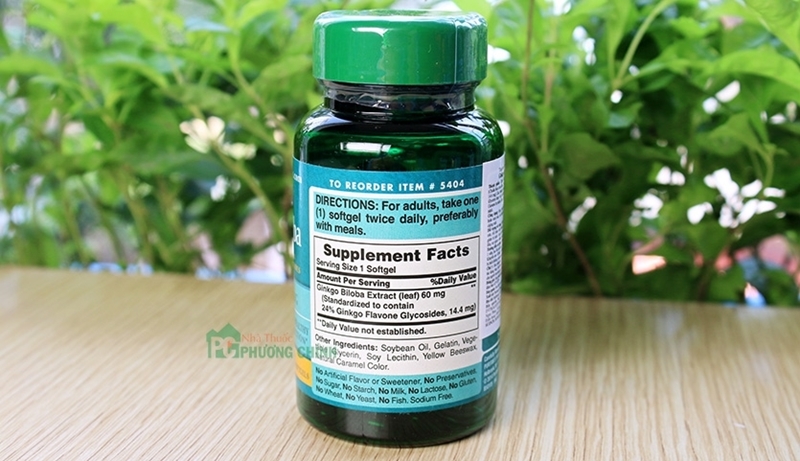 TO REORDER ITEM # 5404
DIRECTIONS: For adults, take one
(1) softgel twice daily, preferably
with meals.
Supplement Facts
Serving Size 1 Softgel
Amount Per Serving %Daily Value
Ginkgo Biloba Extract (leaf) 60 mg **
(Standardized to contain
24% Ginkgo Flavone Glycosides, 14.4 mg)
**Daily Value not established.
Other Ingredients: Soybean Oil, Gelatin, Vege-
Glycerin, Soy Lecithin, Yellow Beeswax,
Caramel Color.
No Artificial Flavor or Sweetener, No Preservatives,
No Sugar, No Starch, No Milk, No Lactose, No Gluten,
No Wheat, No Yeast, No Fish. Sodium Free.
Nhà Thuốc
PHƯƠNG CHÍNH